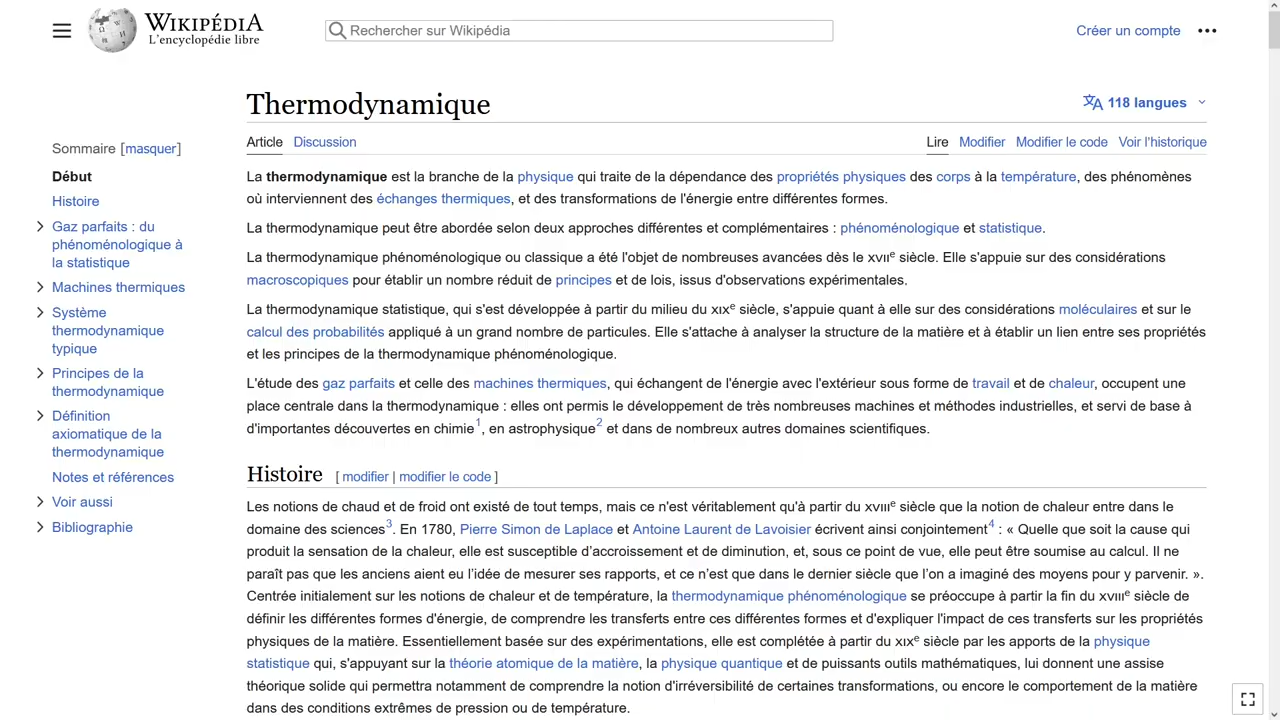 WIKIPÉDIA
L'encyclopédie libre
Rechercher sur Wikipédia
Créer un compte
Thermodynamique
118 langues
Sommaire [masquer]
Début
Histoire
Gaz parfaits : du
phénoménologique à
la statistique
Machines thermiques
Système
thermodynamique
typique
Principes de la
thermodynamique
Définition
axiomatique de la
thermodynamique
Notes et références
Voir aussi
Bibliographie
Article Discussion
Lire Modifier Modifier le code Voir l'historique
La thermodynamique est la branche de la physique qui traite de la dépendance des propriétés physiques des corps à la température, des phénomènes
où interviennent des échanges thermiques, et des transformations de l'énergie entre différentes formes.
La thermodynamique peut être abordée selon deux approches différentes et complémentaires : phénoménologique et statistique.
La thermodynamique phénoménologique ou classique a été l'objet de nombreuses avancées dès le XVIIe siècle. Elle s'appuie sur des considérations
macroscopiques pour établir un nombre réduit de principes et de lois, issus d'observations expérimentales.
La thermodynamique statistique, qui s'est développée à partir du milieu du XIXe siècle, s'appuie quant à elle sur des considérations moléculaires et sur le
calcul des probabilités appliqué à un grand nombre de particules. Elle s'attache à analyser la structure de la matière et à établir un lien entre ses propriétés
et les principes de la thermodynamique phénoménologique.
L'étude des gaz parfaits et celle des machines thermiques, qui échangent de l'énergie avec l'extérieur sous forme de travail et de chaleur, occupent une
place centrale dans la thermodynamique : elles ont permis le développement de très nombreuses machines et méthodes industrielles, et servi de base à
d'importantes découvertes en chimie1, en astrophysique2 et dans de nombreux autres domaines scientifiques.
Histoire [ modifier | modifier le code ]
Les notions de chaud et de froid ont existé de tout temps, mais ce n'est véritablement qu'à partir du XVIIIe siècle que la notion de chaleur entre dans le
domaine des sciences3. En 1780, Pierre Simon de Laplace et Antoine Laurent de Lavoisier écrivent ainsi conjointement4 : « Quelle que soit la cause qui
produit la sensation de la chaleur, elle est susceptible d’accroissement et de diminution, et, sous ce point de vue, elle peut être soumise au calcul. Il ne
paraît pas que les anciens aient eu l’idée de mesurer ses rapports, et ce n’est que dans le dernier siècle que l’on a imaginé des moyens pour y parvenir. ».
Centrée initialement sur les notions de chaleur et de température, la thermodynamique phénoménologique se préoccupe à partir la fin du XVIIIe siècle de
définir les différentes formes d'énergie, de comprendre les transferts entre ces différentes formes et d'expliquer l'impact de ces transferts sur les propriétés
physiques de la matière. Essentiellement basée sur des expérimentations, elle est complétée à partir du XIXe siècle par les apports de la physique
statistique qui, s'appuyant sur la théorie atomique de la matière, la physique quantique et de puissants outils mathématiques, lui donnent une assise
théorique solide qui permettra notamment de comprendre la notion d'irréversibilité de certaines transformations, ou encore le comportement de la matière
dans des conditions extrêmes de pression ou de température.